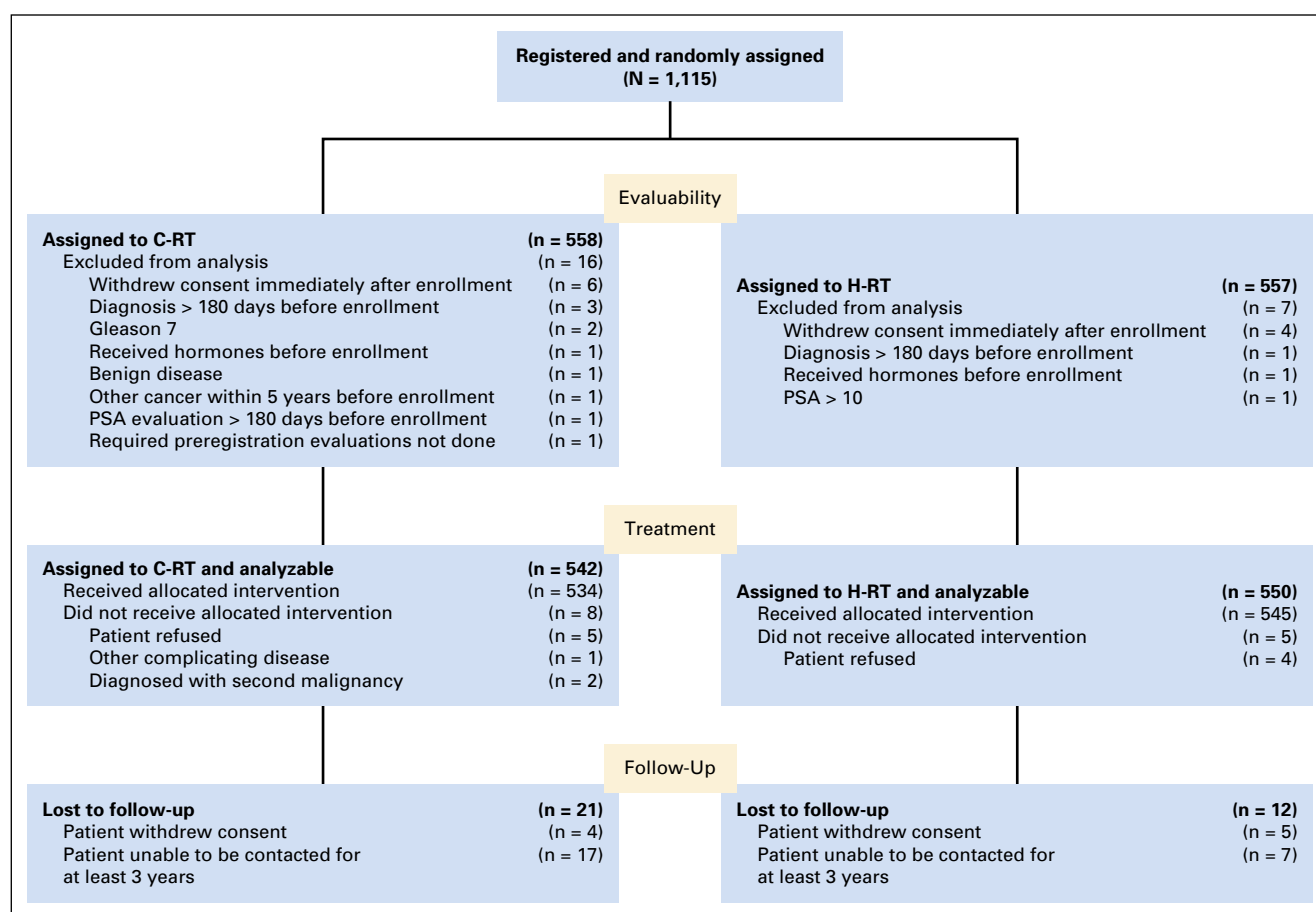 Registered and randomly assigned
(N = 1,115)
Evaluability
Assigned to C-RT (n = 558)
Excluded from analysis (n = 16)
Withdrew consent immediately after enrollment (n = 6)
Diagnosis > 180 days before enrollment (n = 3)
Gleason 7 (n = 2)
Received hormones before enrollment (n = 1)
Benign disease (n = 1)
Other cancer within 5 years before enrollment (n = 1)
PSA evaluation > 180 days before enrollment (n = 1)
Required preregistration evaluations not done (n = 1)
Assigned to H-RT (n = 557)
Excluded from analysis (n = 7)
Withdrew consent immediately after enrollment (n = 4)
Diagnosis > 180 days before enrollment (n = 1)
Received hormones before enrollment (n = 1)
PSA > 10 (n = 1)
Treatment
Assigned to C-RT and analyzable (n = 542)
Received allocated intervention (n = 534)
Did not receive allocated intervention (n = 8)
Patient refused (n = 5)
Other complicating disease (n = 1)
Diagnosed with second malignancy (n = 2)
Assigned to H-RT and analyzable (n = 550)
Received allocated intervention (n = 545)
Did not receive allocated intervention (n = 5)
Patient refused (n = 4)
Follow-Up
Lost to follow-up (n = 21)
Patient withdrew consent (n = 4)
Patient unable to be contacted for (n = 17)
at least 3 years
Lost to follow-up (n = 12)
Patient withdrew consent (n = 5)
Patient unable to be contacted for (n = 7)
at least 3 years